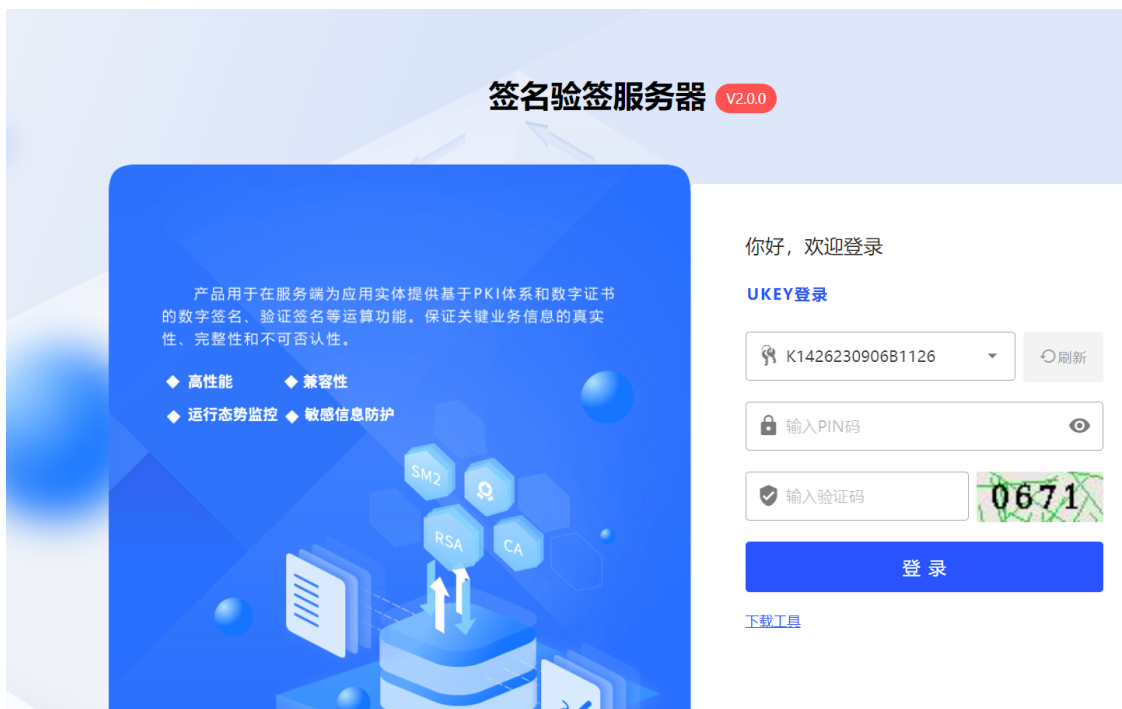 签名验签服务器 V2.0.0
产品用于在服务端为应用实体提供基于PKI体系和数字证书
的数字签名、验证签名等运算功能。保证关键业务信息的真实
性、完整性和不可否认性。
◆ 高性能 ◆ 兼容性
◆ 运行态势监控 ◆ 敏感信息防护
SM2
RSA
CA
你好，欢迎登录
UKEY登录
K1426230906B1126
刷新
输入PIN码
输入验证码
0671
登 录
下载工具